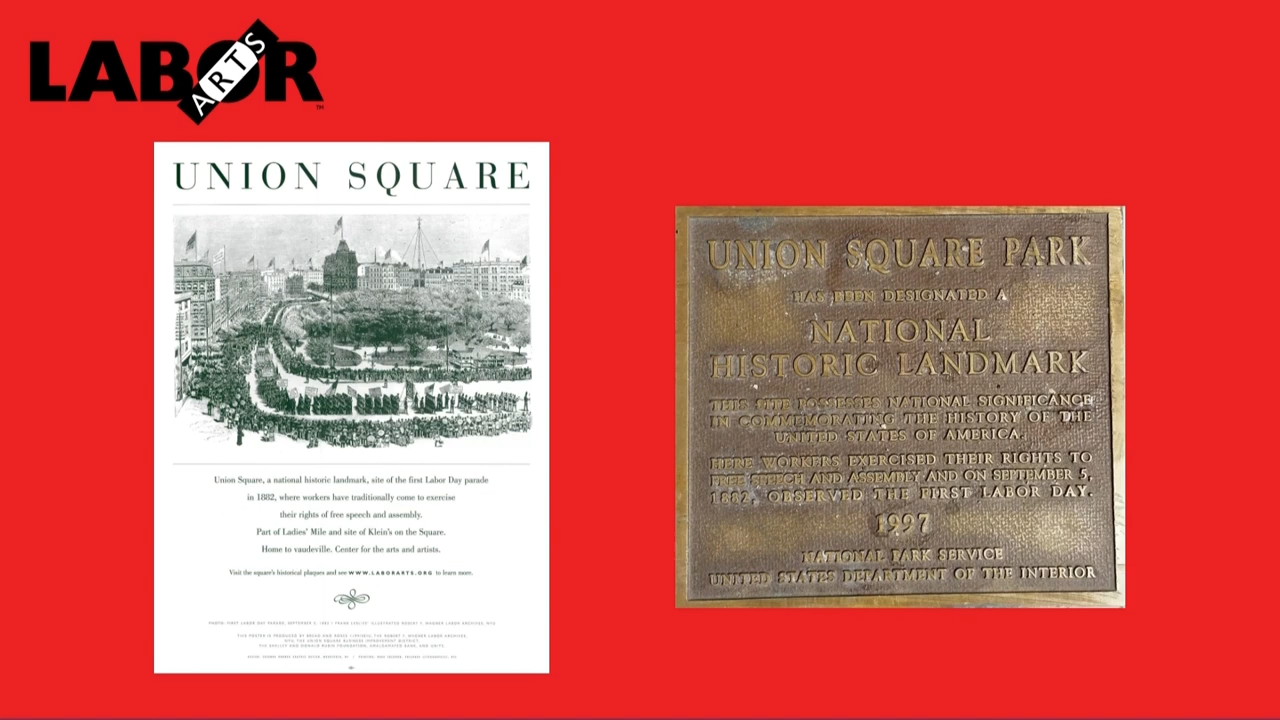 LABOR
ARTS
TM
UNION SQUARE
Union Square, a national historic landmark, site of the first Labor Day parade
in 1882, where workers have traditionally come to exercise
their rights of free speech and assembly.
Part of Ladies' Mile and site of Klein's on the Square.
Home to vaudeville. Center for the arts and artists.
Visit the square's historical plaques and see WWW.LABORARTS.ORG to learn more.
UNION SQUARE PARK
HAS BEEN DESIGNATED A
NATIONAL
HISTORIC LANDMARK
THIS SITE POSSESSES NATIONAL SIGNIFICANCE
IN COMMEMORATING THE HISTORY OF THE
UNITED STATES OF AMERICA.
HERE WORKERS EXERCISED THEIR RIGHTS TO
FREE SPEECH AND ASSEMBLY AND ON SEPTEMBER 5,
1882, OBSERVED THE FIRST LABOR DAY.
1997
NATIONAL PARK SERVICE
UNITED STATES DEPARTMENT OF THE INTERIOR